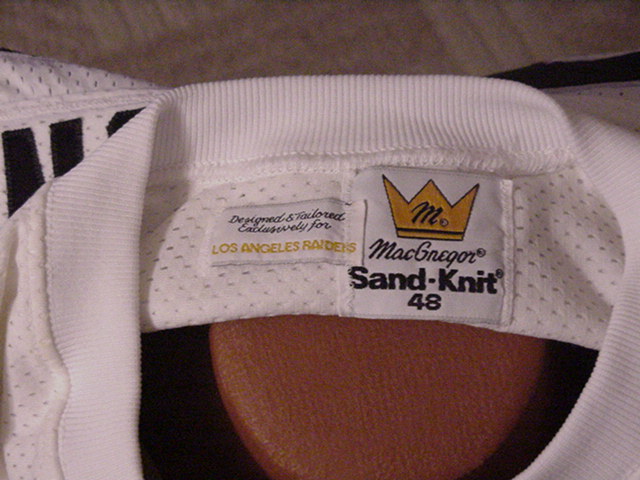 Designed & Tailored
Exclusively for
LOS ANGELES RAIDERS
M®
MacGregor®
Sand-Knit®
48